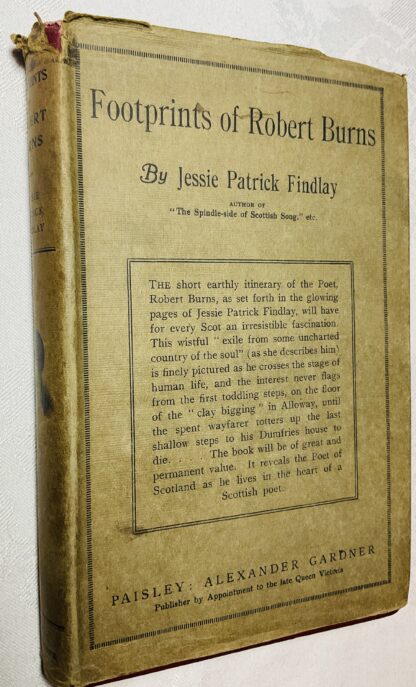 Footprints of Robert Burns
By Jessie Patrick Findlay
AUTHOR OF
"The Spindle-side of Scottish Song," etc.
THE short earthly itinerary of the Poet,
Robert Burns, as set forth in the glowing
pages of Jessie Patrick Findlay, will have
for every Scot an irresistible fascination.
This wistful "exile from some uncharted
country of the soul" (as she describes him)
is finely pictured as he crosses the stage of
human life, and the interest never flags
from the first toddling steps, on the floor
of the "clay bigging" in Alloway, until
the spent wayfarer totters up the last
shallow steps to his Dumfries house to
die. . . . The book will be of great and
permanent value. It reveals the Poet of
Scotland as he lives in the heart of a
Scottish poet.
PAISLEY: ALEXANDER GARDNER
Publisher by Appointment to the late Queen Victoria